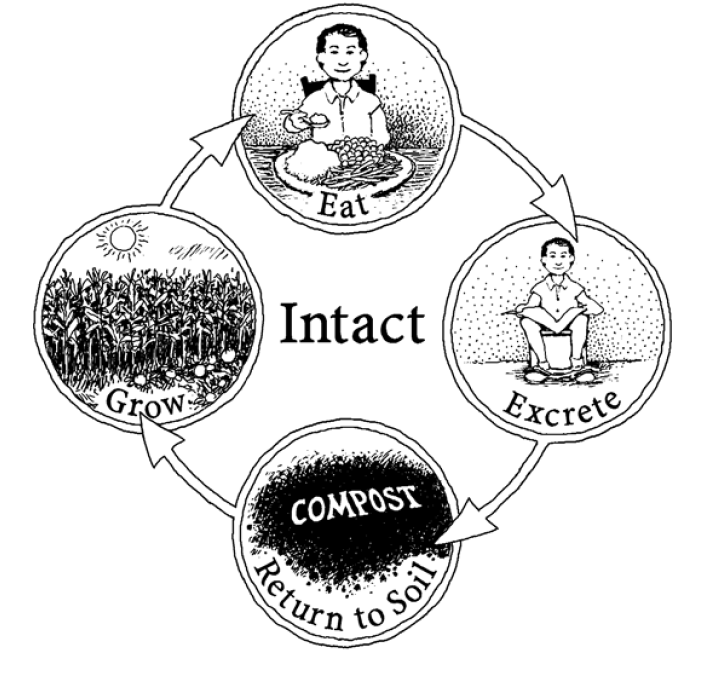 Eat
Intact
Excrete
Grow
COMPOST
Return to Soil